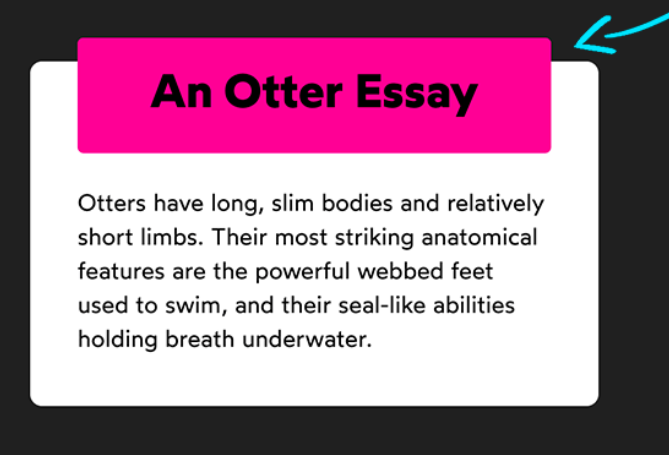 An Otter Essay
Otters have long, slim bodies and relatively
short limbs. Their most striking anatomical
features are the powerful webbed feet
used to swim, and their seal-like abilities
holding breath underwater.